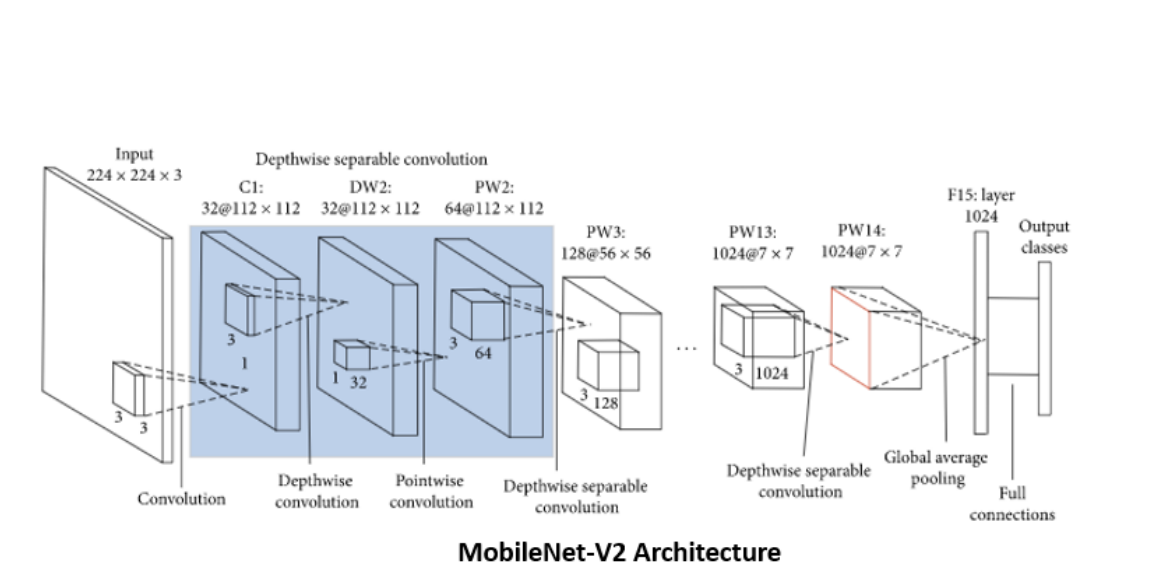 Input
224 × 224 × 3
Depthwise separable convolution
C1:
32@112 × 112
DW2:
32@112 × 112
PW2:
64@112 × 112
PW3:
128@56 × 56
PW13:
1024@7 × 7
PW14:
1024@7 × 7
F15: layer
1024
Output
classes
3
3
3
1
1 32
3
64
3
128
...
3
1024
Convolution
Depthwise
convolution
Pointwise
convolution
Depthwise separable
convolution
Depthwise separable
convolution
Global average
pooling
Full
connections
MobileNet-V2 Architecture